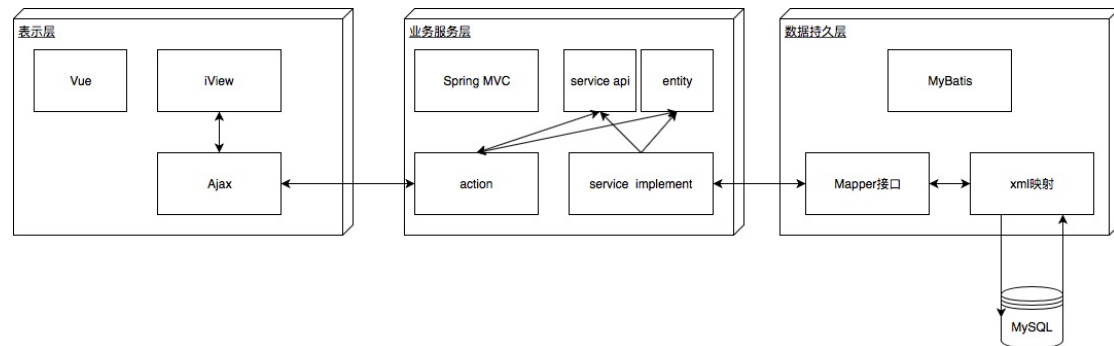 表示层
Vue
iView
Ajax
业务服务层
Spring MVC
service api
entity
action
service implement
数据持久层
MyBatis
Mapper接口
xml映射
MySQL